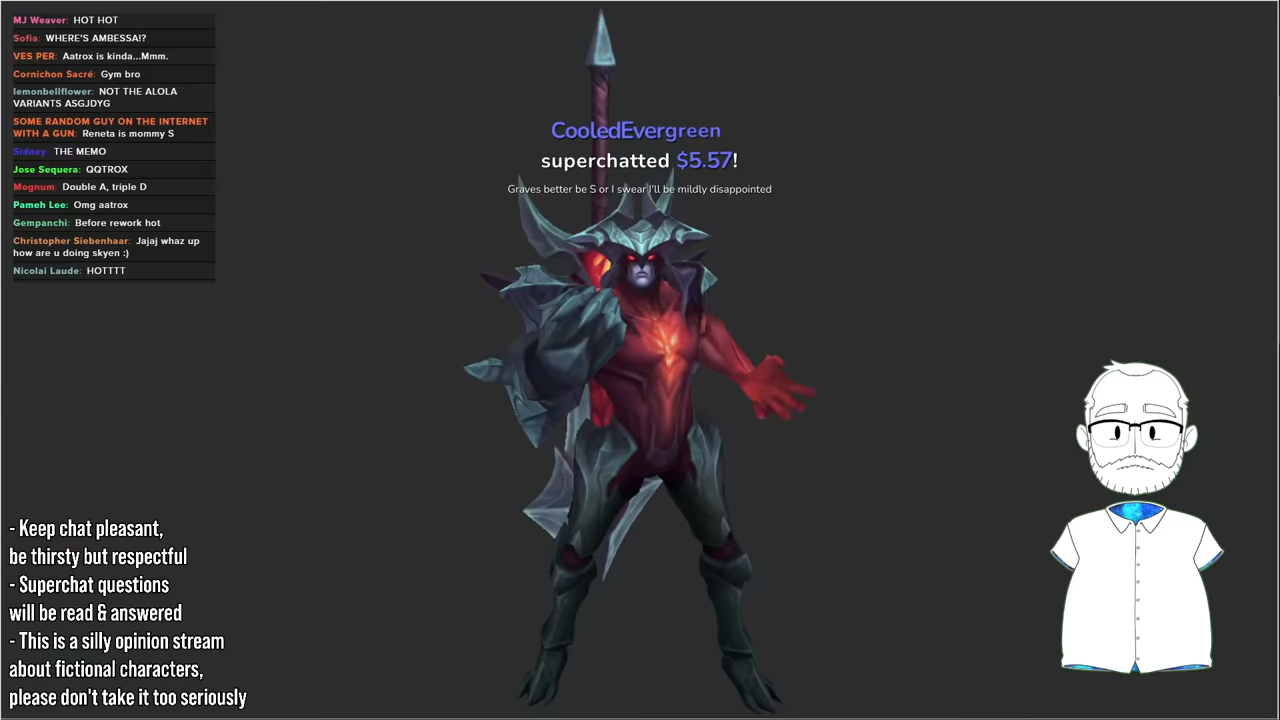 MJ Weaver: HOT HOT
Sofia: WHERE'S AMBESSA!?
VES PER: Aatrox is kinda...Mmm.
Cornichon Sacré: Gym bro
lemonbellflower: NOT THE ALOLA
VARIANTS ASGJDYG
SOME RANDOM GUY ON THE INTERNET
WITH A GUN: Reneta is mommy S
Sidney: THE MEMO
Jose Sequera: QQTROX
Mognum: Double A, triple D
Pameh Lee: Omg aatrox
Gempanchi: Before rework hot
Christopher Siebenhaar: Jajaj whaz up
how are u doing skyen :)
Nicolai Laude: HOTTTT
CooledEvergreen
superchatted $5.57!
Graves better be S or I swear I'll be mildly disappointed
- Keep chat pleasant,
be thirsty but respectful
- Superchat questions
will be read & answered
- This is a silly opinion stream
about fictional characters,
please don't take it too seriously